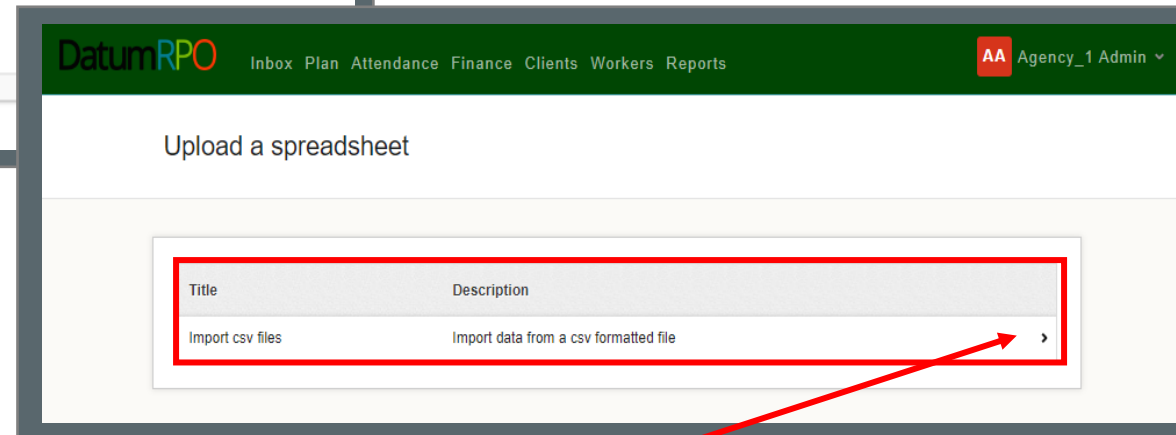 DatumRPO Inbox Plan Attendance Finance Clients Workers Reports AA Agency_1 Admin
Upload a spreadsheet
Title Description
Import csv files Import data from a csv formatted file